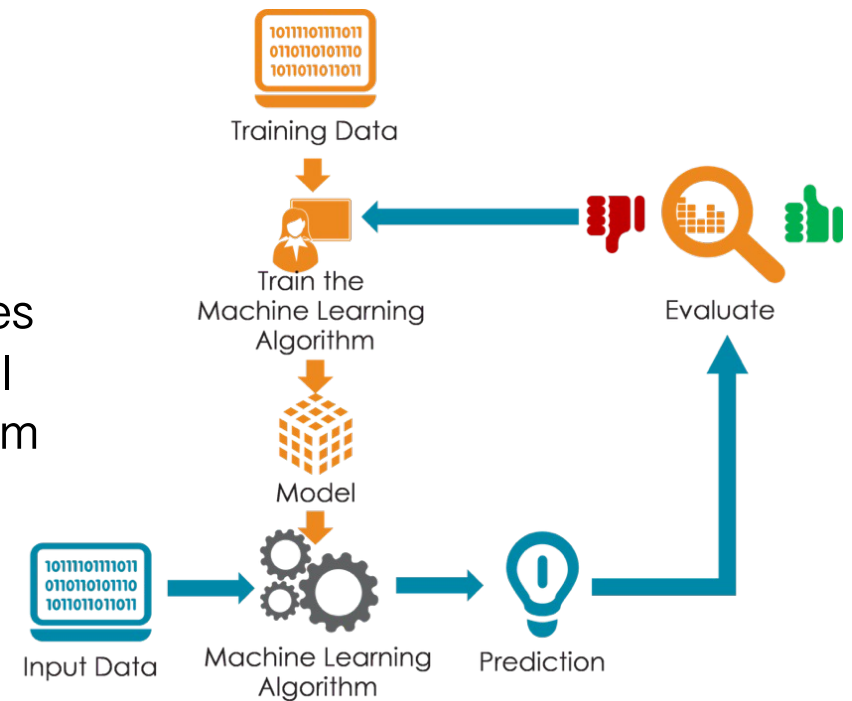 1011110111011
0110110101110
1011011011011
Training Data
Train the
Machine Learning
Algorithm
Evaluate
es
l
m
Model
1011110111011
0110110101110
1011011011011
Input Data
Machine Learning
Algorithm
Prediction